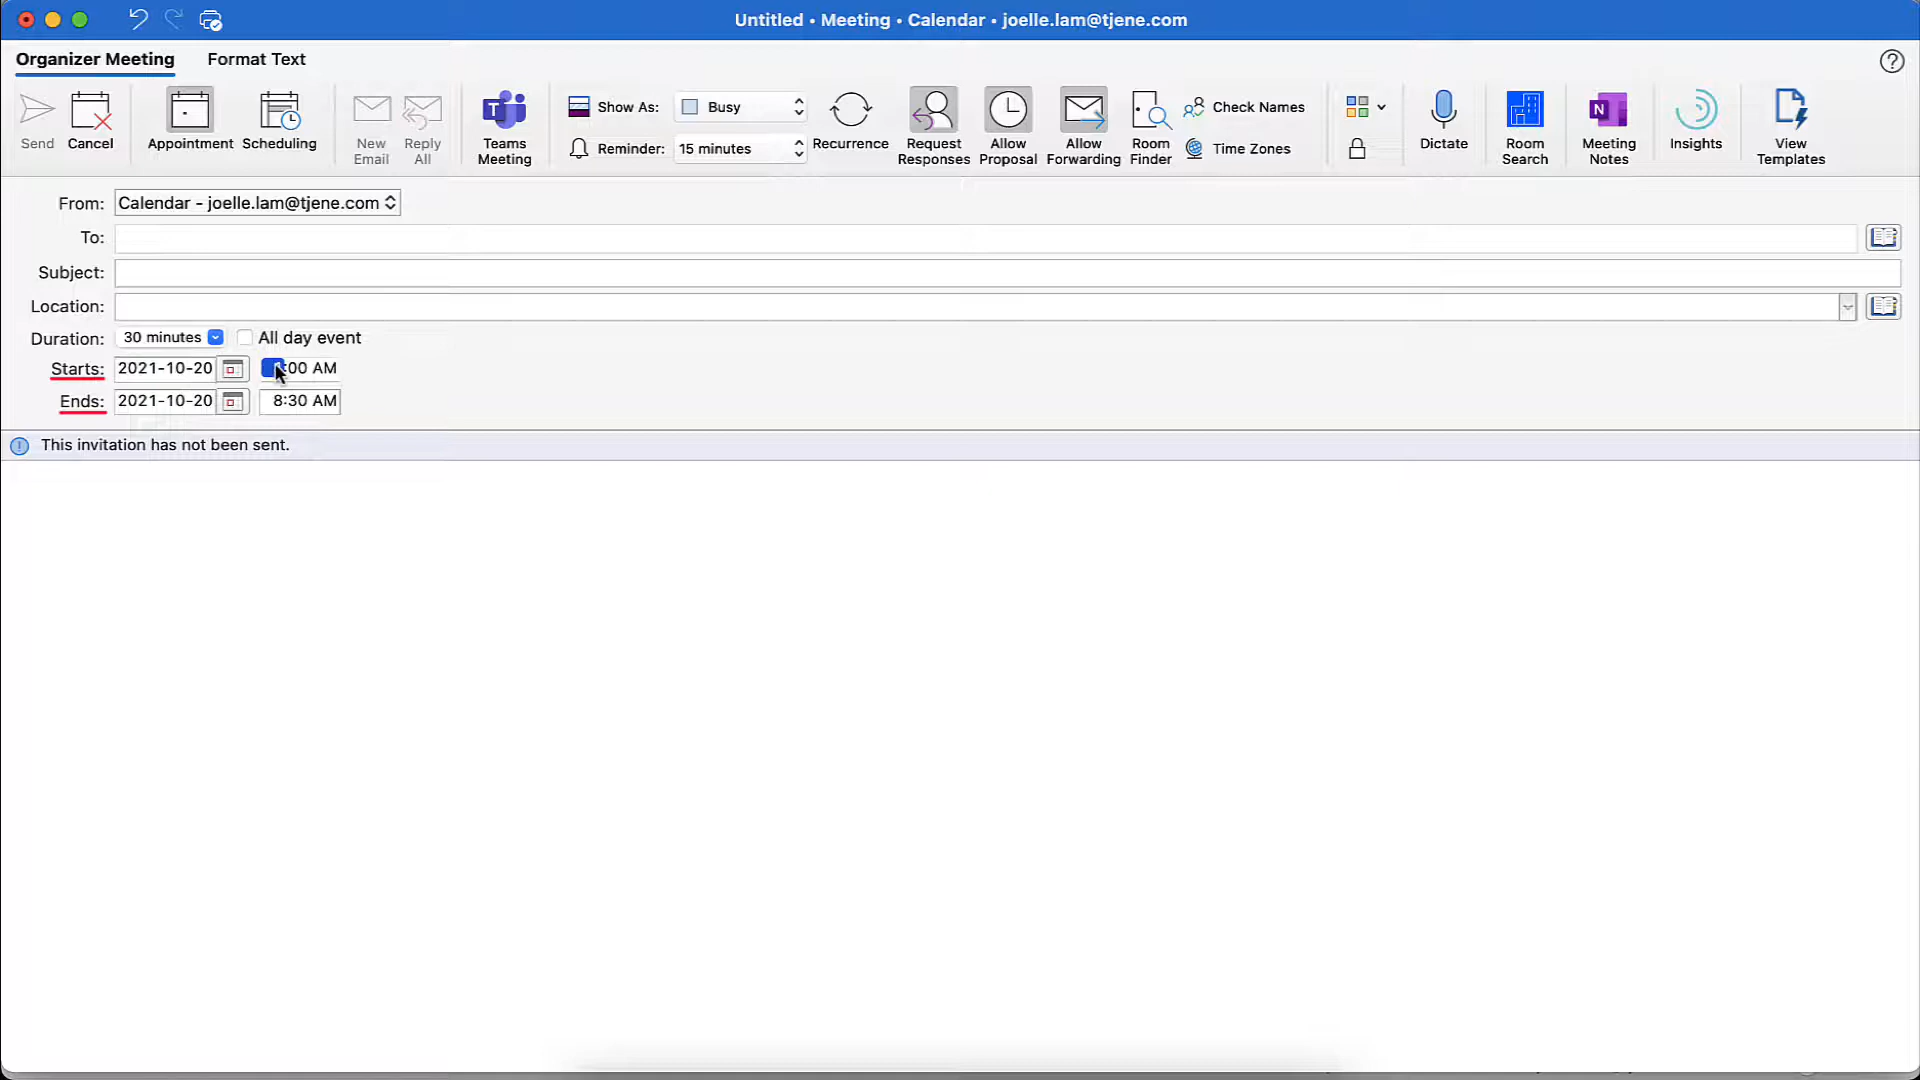 Untitled • Meeting • Calendar • joelle.lam@tjene.com
Organizer Meeting Format Text
Send Cancel Appointment Scheduling New Email Reply All Teams Meeting Show As: Busy Reminder: 15 minutes Recurrence Request Responses Allow Proposal Allow Forwarding Room Finder Check Names Time Zones Dictate Room Search Meeting Notes Insights View Templates
From: Calendar - joelle.lam@tjene.com
To:
Subject:
Location:
Duration: 30 minutes All day event
Starts: 2021-10-20 :00 AM
Ends: 2021-10-20 8:30 AM
This invitation has not been sent.